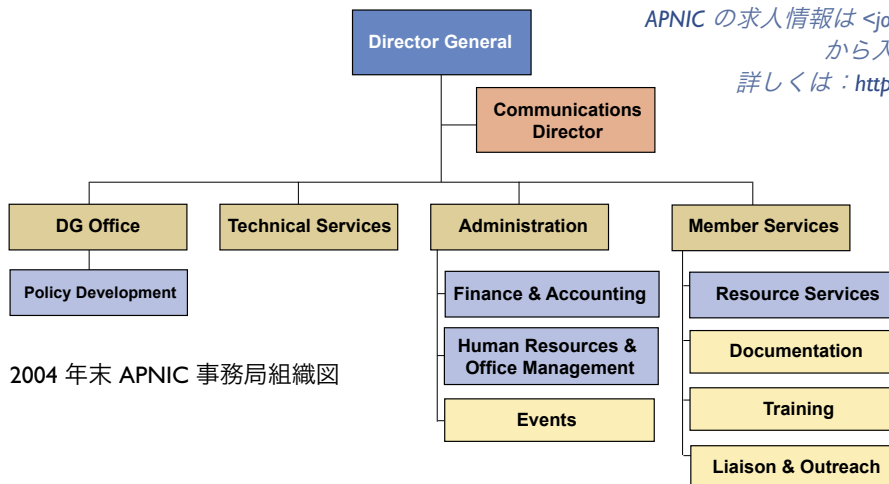 APNIC の求人情報は <jo
から入
詳しくは：http
Director General
Communications
Director
DG Office
Technical Services
Administration
Member Services
Policy Development
Finance & Accounting
Resource Services
Human Resources &
Office Management
Documentation
2004 年末 APNIC 事務局組織図
Events
Training
Liaison & Outreach